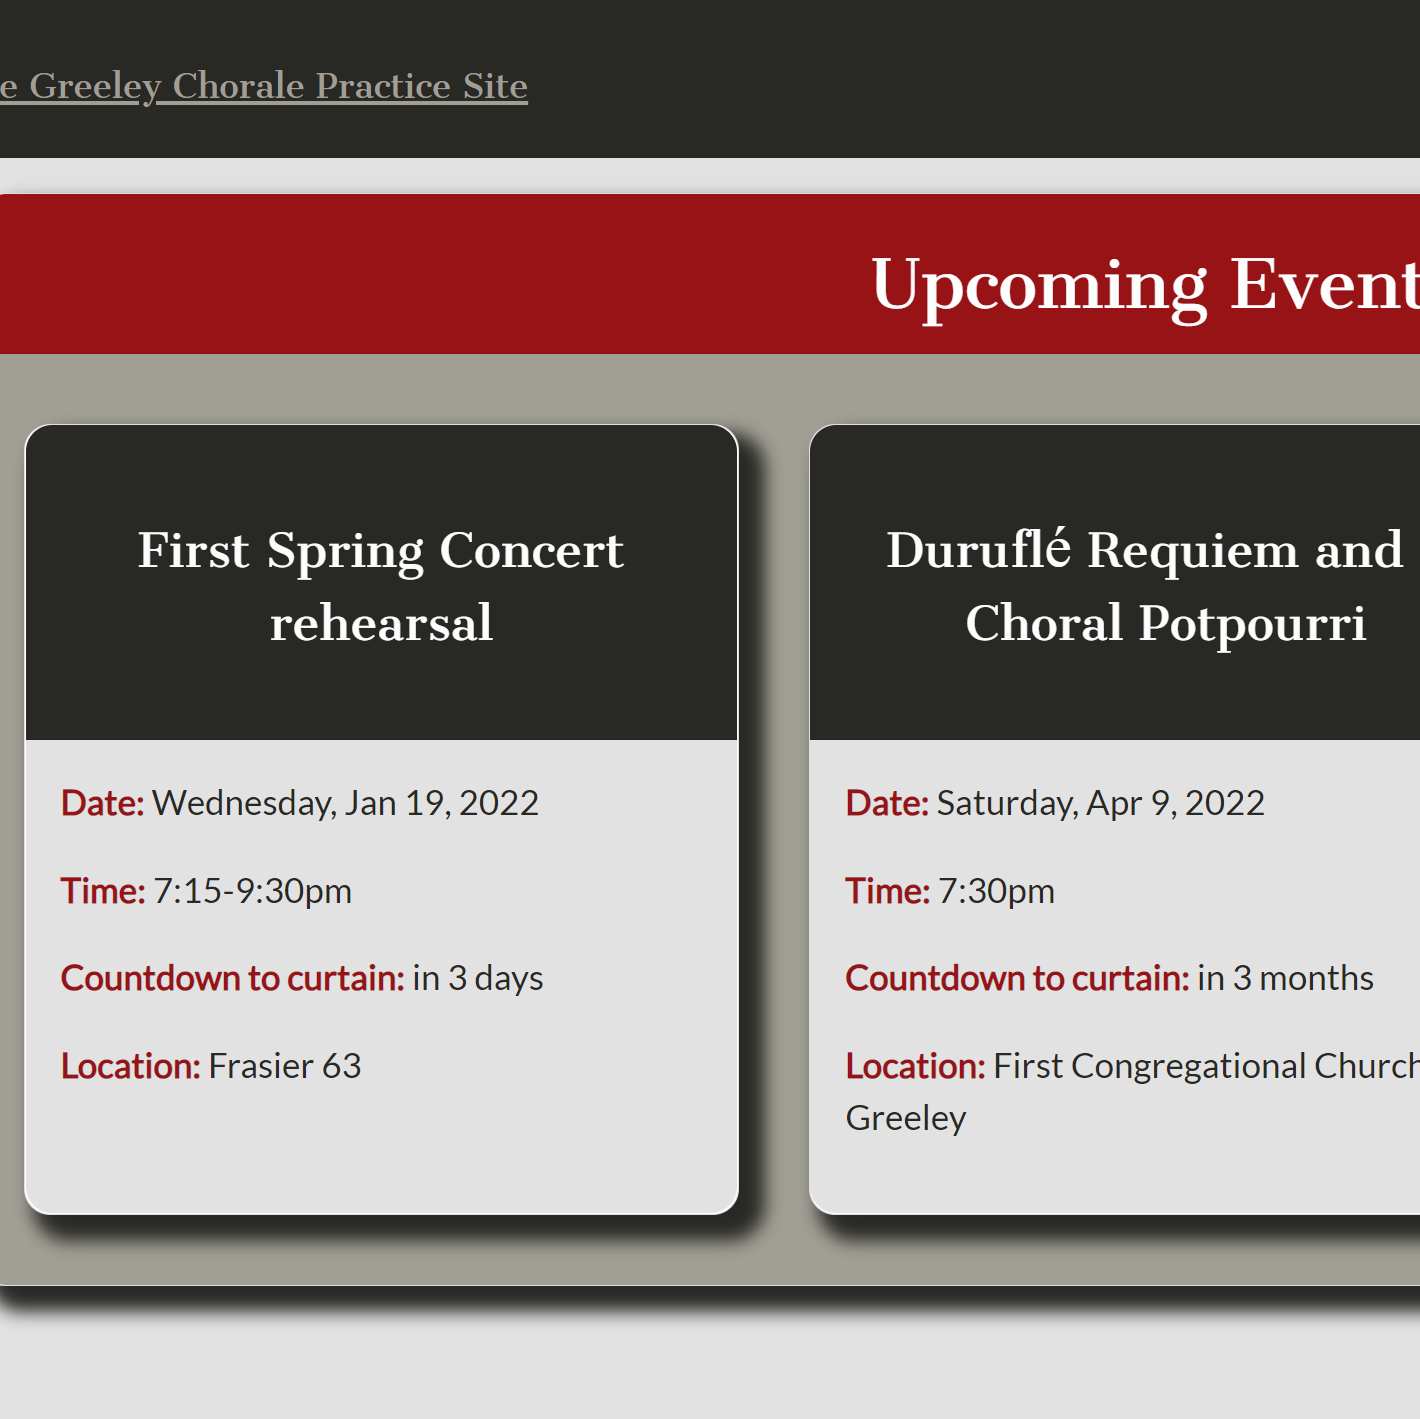 e Greeley Chorale Practice Site
Upcoming Event
First Spring Concert
rehearsal
Date: Wednesday, Jan 19, 2022
Time: 7:15-9:30pm
Countdown to curtain: in 3 days
Location: Frasier 63
Duruflé Requiem and
Choral Potpourri
Date: Saturday, Apr 9, 2022
Time: 7:30pm
Countdown to curtain: in 3 months
Location: First Congregational Church
Greeley